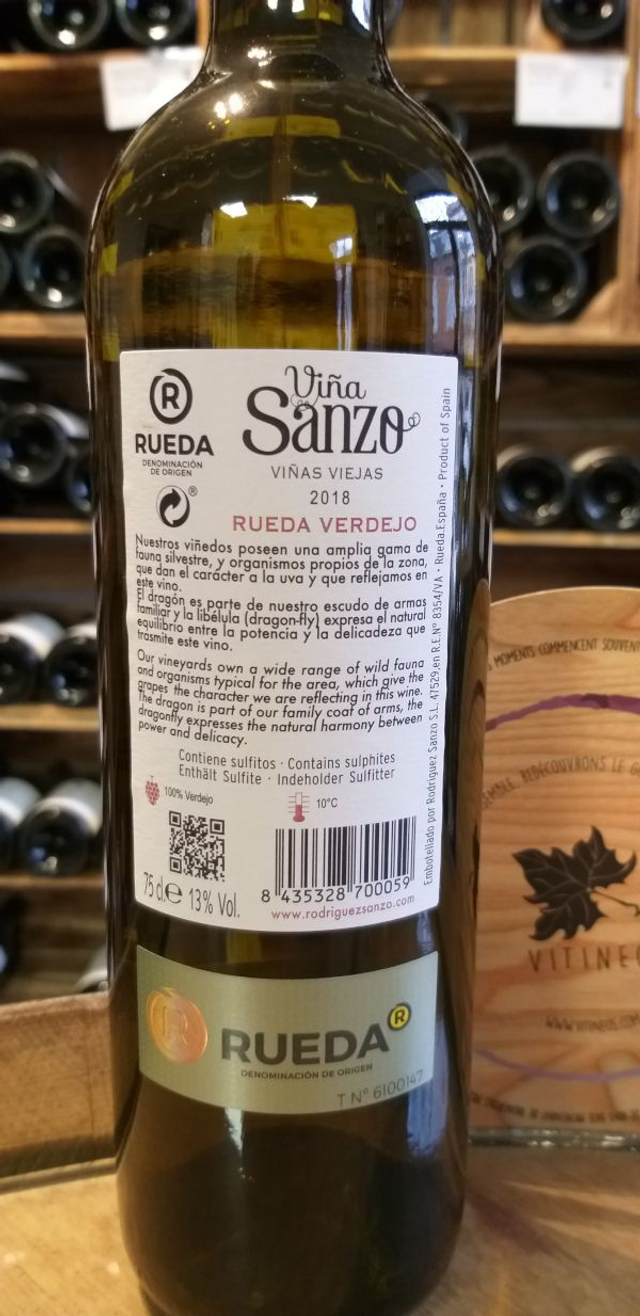 R
RUEDA
DENOMINACIÓN
DE ORIGEN
®
Viña
Sanzo
VIÑAS VIEJAS
2018
RUEDA VERDEJO
Nuestros viñedos poseen una amplia gama de
fauna silvestre, y organismos propios de la zona,
que dan el carácter a la uva y que reflejamos en
este vino.
El dragón es parte de nuestro escudo de armas
familiar y la libélula (dragon-fly) expresa el natural
equilibrio entre la potencia y la delicadeza que
trasmite este vino.
Our vineyards own a wide range of wild fauna
and organisms typical for the area, which give the
grapes the character we are reflecting in this wine.
The dragon is part of our family coat of arms, the
dragonfly expresses the natural harmony between
power and delicacy.
Contiene sulfitos · Contains sulphites
Enthält Sulfite · Indeholder Sulfitter
100% Verdejo
10°C
75 cl.e 13% Vol.
8 435328 700059
www.rodriguezsanzo.com
Embotellado por Rodríguez Sanzo S.L. 47529.en R.E.Nº 8354/VA · Rueda.España · Product of Spain
R
RUEDA R
DENOMINACIÓN DE ORIGEN
T Nº 6100147
MOMENTS COMMENCENT SOUVENT
REDÉCOUVRONS LE
VITINE